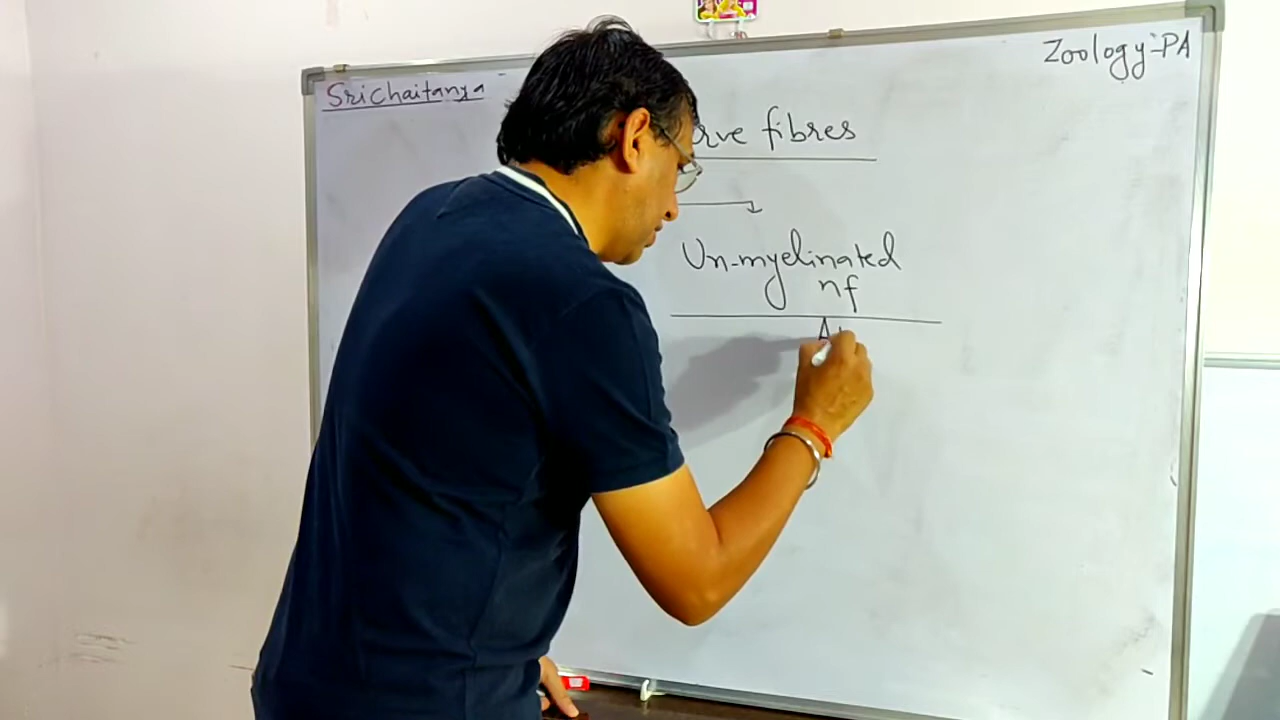 Srichaitanya
Zoology-PA
rve fibres
Un-myelinated
nf